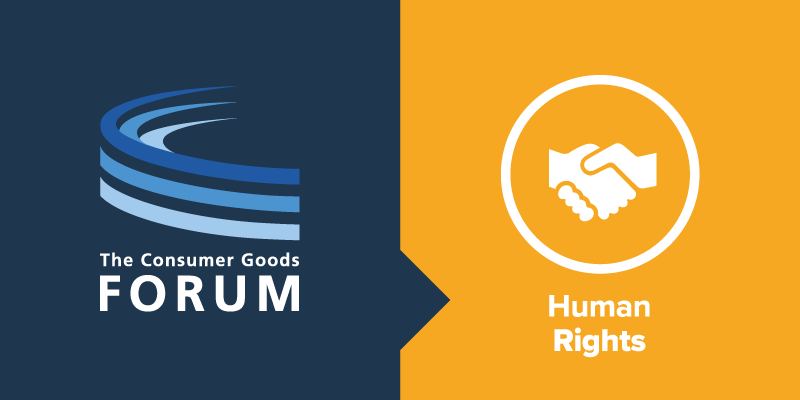 The Consumer Goods
FORUM
Human
Rights